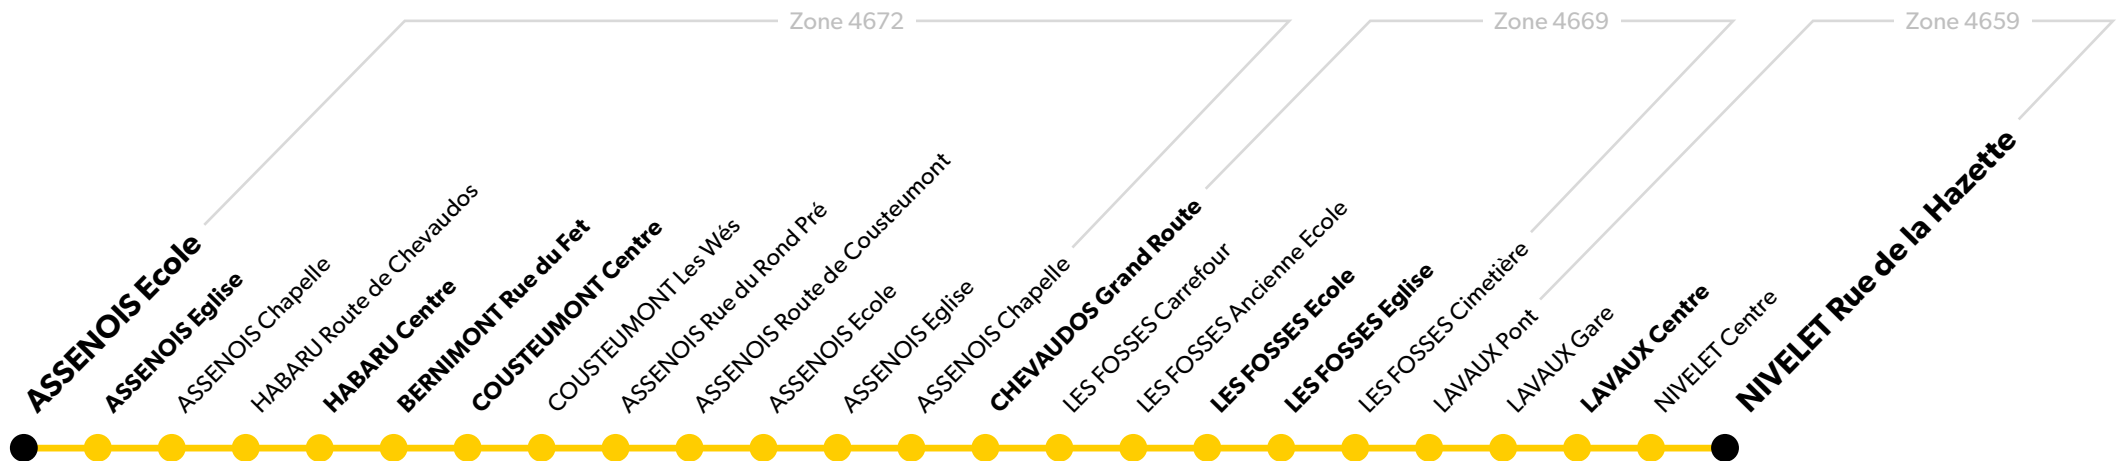 Zone 4672
Zone 4669
Zone 4659
ASSENOIS Ecole
ASSENOIS Eglise
ASSENOIS Chapelle
HABARU Route de Chevaudos
HABARU Centre
BERNIMONT Rue du Fet
COUSTEUMONT Centre
COUSTEUMONT Les Wés
ASSENOIS Rue du Rond Pré
ASSENOIS Route de Cousteumont
ASSENOIS Ecole
ASSENOIS Eglise
ASSENOIS Chapelle
CHEVAUDOS Grand Route
LES FOSSES Carrefour
LES FOSSES Ancienne Ecole
LES FOSSES Ecole
LES FOSSES Eglise
LES FOSSES Cimetière
LAVAUX Pont
LAVAUX Gare
LAVAUX Centre
NIVELET Centre
NIVELET Rue de la Hazette